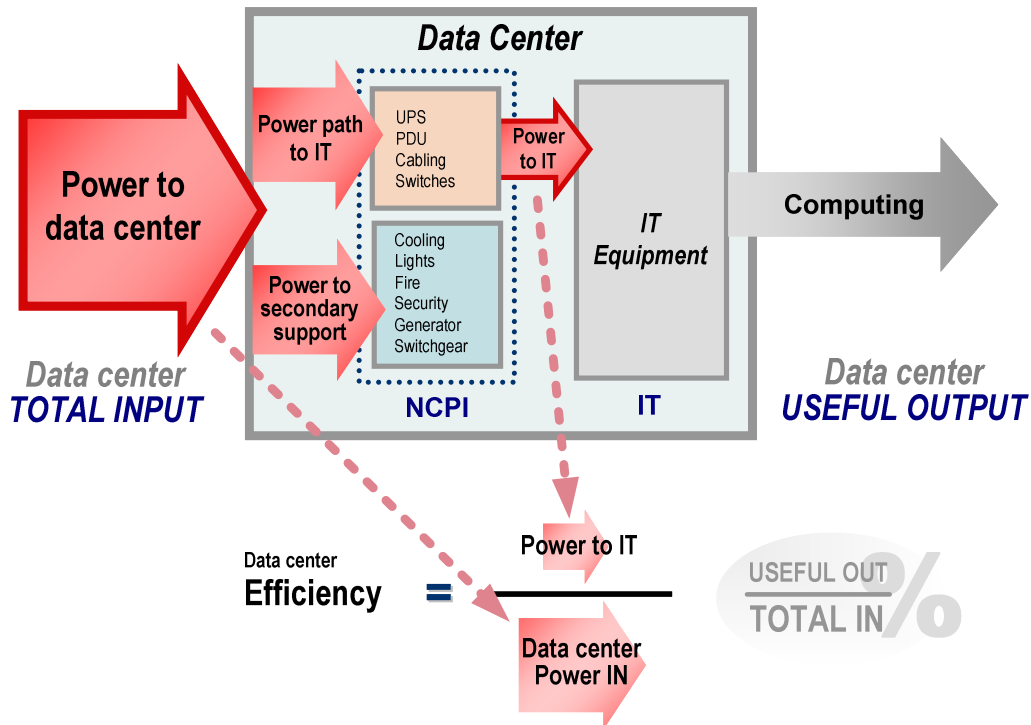 Data Center
Power to
data center
Power path
to IT
UPS
PDU
Cabling
Switches
Power
to IT
IT
Equipment
Computing
Power to
secondary
support
Cooling
Lights
Fire
Security
Generator
Switchgear
NCPI
IT
Data center
TOTAL INPUT
Data center
USEFUL OUTPUT
Data center
Efficiency
=
Power to IT
Data center
Power IN
USEFUL OUT
TOTAL IN
%